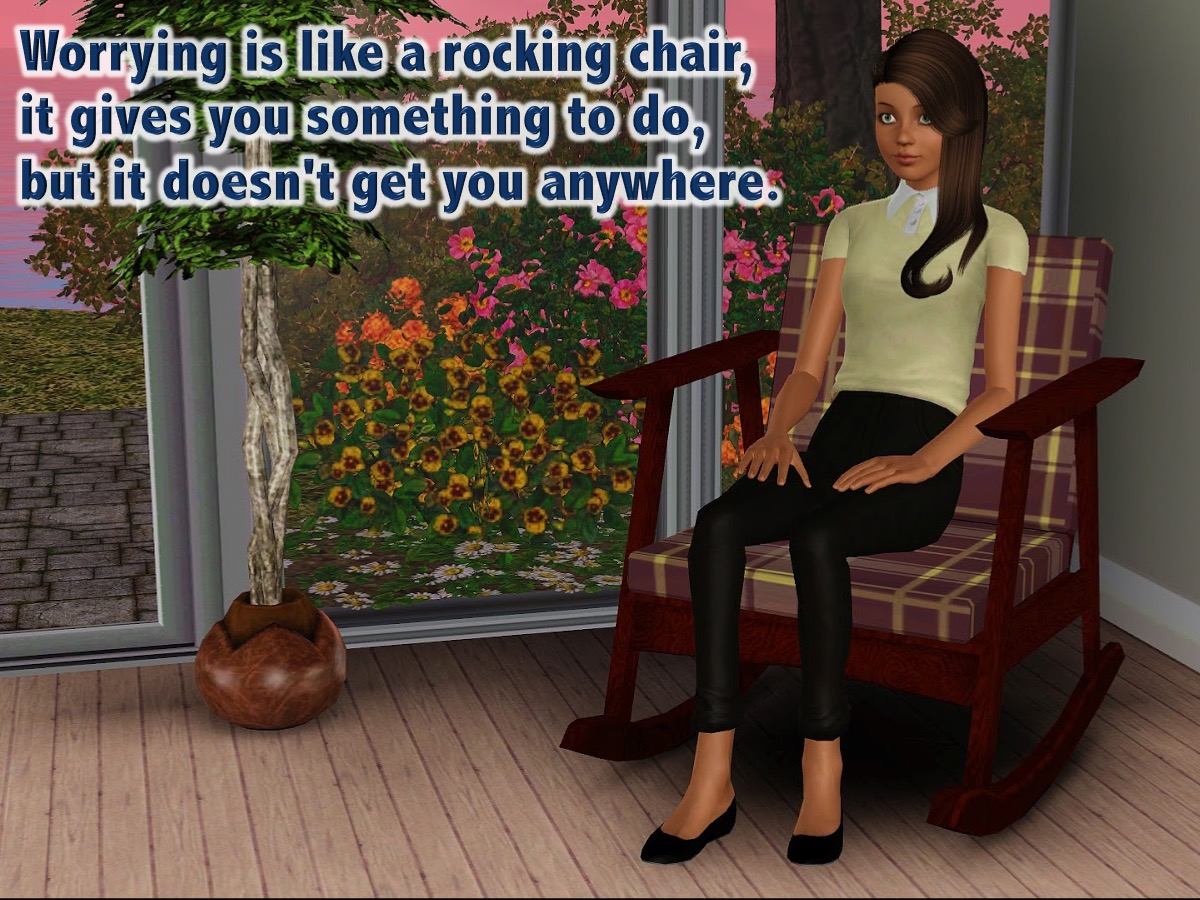 Worrying is like a rocking chair,
it gives you something to do,
but it doesn't get you anywhere.